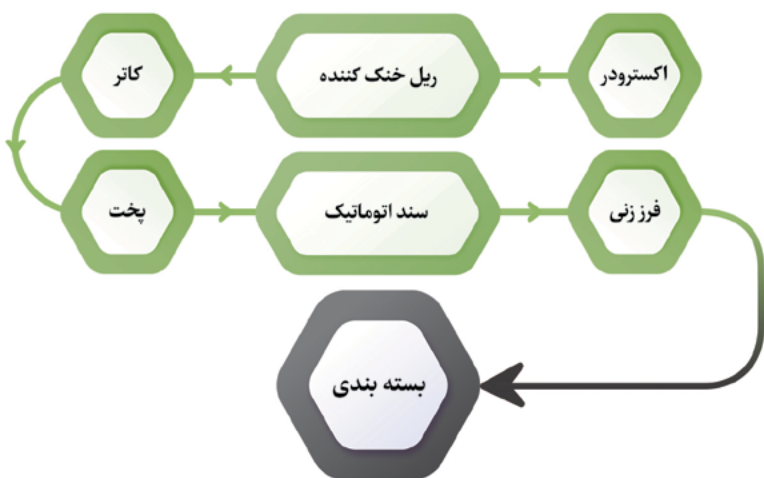 اکسترودر
ریل خنک کننده
کاتر
پخت
سند اتوماتیک
فرز زنی
بسته بندی